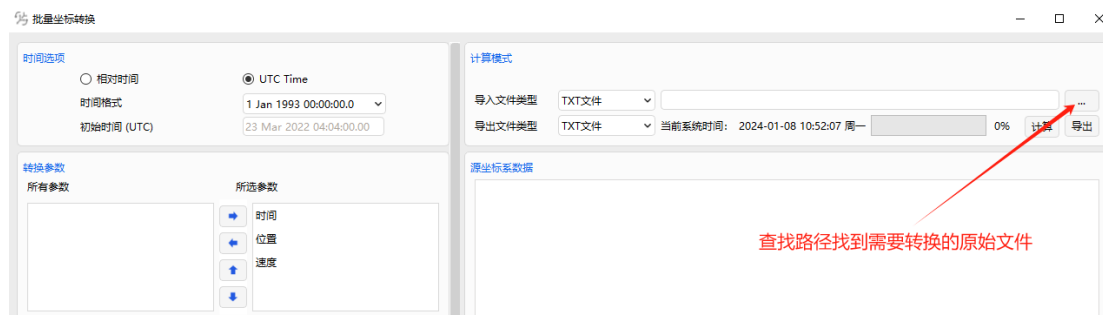 批量坐标转换
时间选项
相对时间 UTC Time
时间格式 1 Jan 1993 00:00:00.0
初始时间 (UTC) 23 Mar 2022 04:04:00.00
计算模式
导入文件类型 TXT文件 ...
导出文件类型 TXT文件 当前系统时间: 2024-01-08 10:52:07 周一 0% 计算 导出
转换参数
所有参数 所选参数
时间
位置
速度
源坐标系数据
查找路径找到需要转换的原始文件